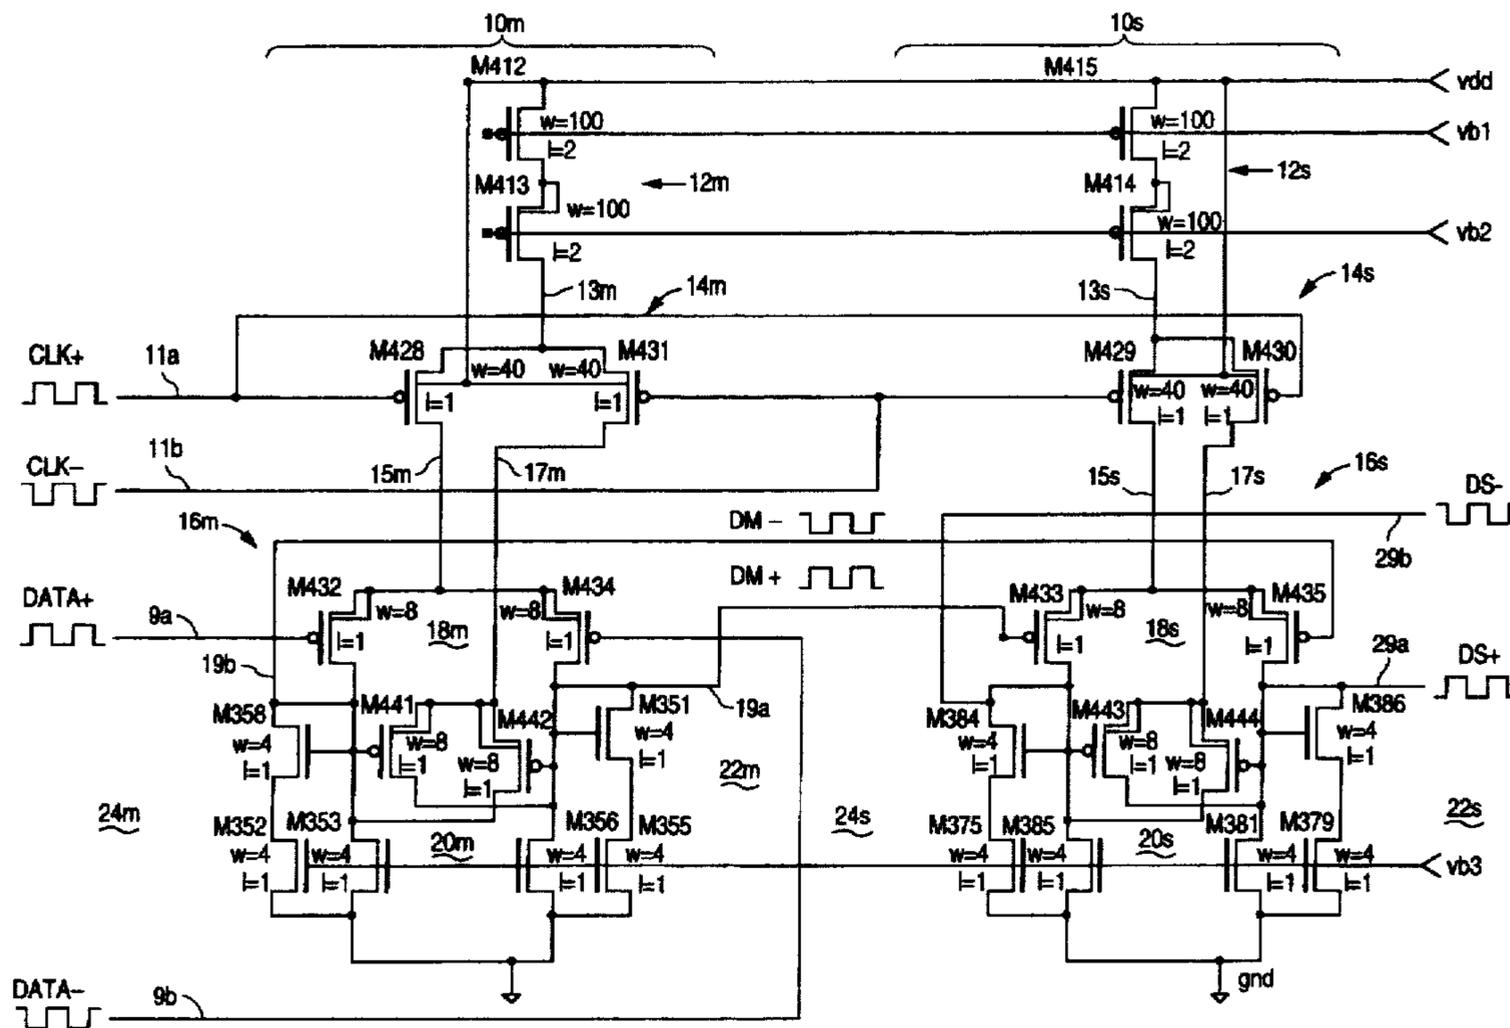 10m
10s
M412
M415
vdd
w=100
l=2
w=100
l=2
vb1
M413
12m
M414
12s
w=100
l=2
w=100
l=2
vb2
13m
14m
13s
14s
CLK+
11a
M428
w=40
l=1
w=40
l=1
M431
M429
w=40
l=1
w=40
l=1
M430
CLK-
11b
15m
17m
15s
17s
16s
DS-
16m
DM -
29b
DATA+
9a
M432
M434
DM +
M433
M435
w=8
l=1
18m
w=8
l=1
w=8
l=1
18s
w=8
l=1
29a
DS+
19b
M358
M441
M442
M351
19a
M384
M443
M444
M386
w=4
l=1
w=8
l=1
w=8
l=1
w=4
l=1
22m
w=4
l=1
w=8
l=1
w=8
l=1
w=4
l=1
24m
M352
M353
20m
M356
M355
24s
M375
M385
20s
M381
M379
22s
w=4
l=1
w=4
l=1
w=4
l=1
w=4
l=1
w=4
l=1
w=4
l=1
w=4
l=1
w=4
l=1
vb3
gnd
DATA-
9b